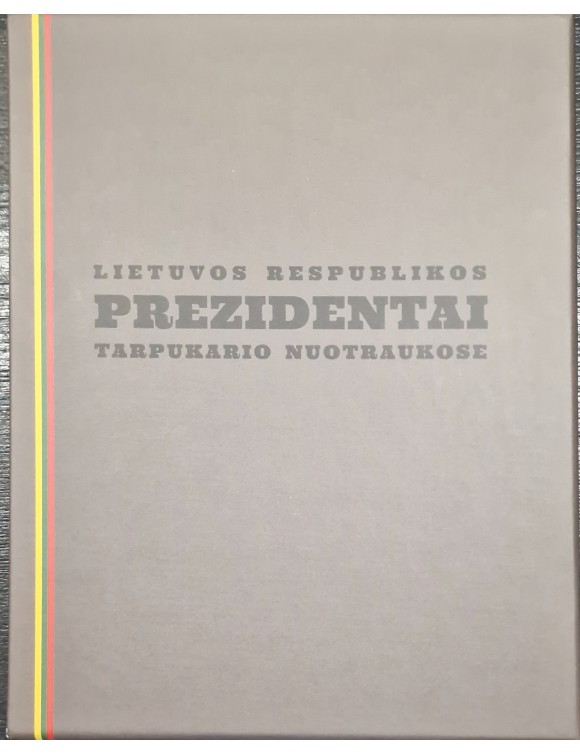 LIETUVOS RESPUBLIKOS
PREZIDENTAI
TARPUKARIO NUOTRAUKOSE